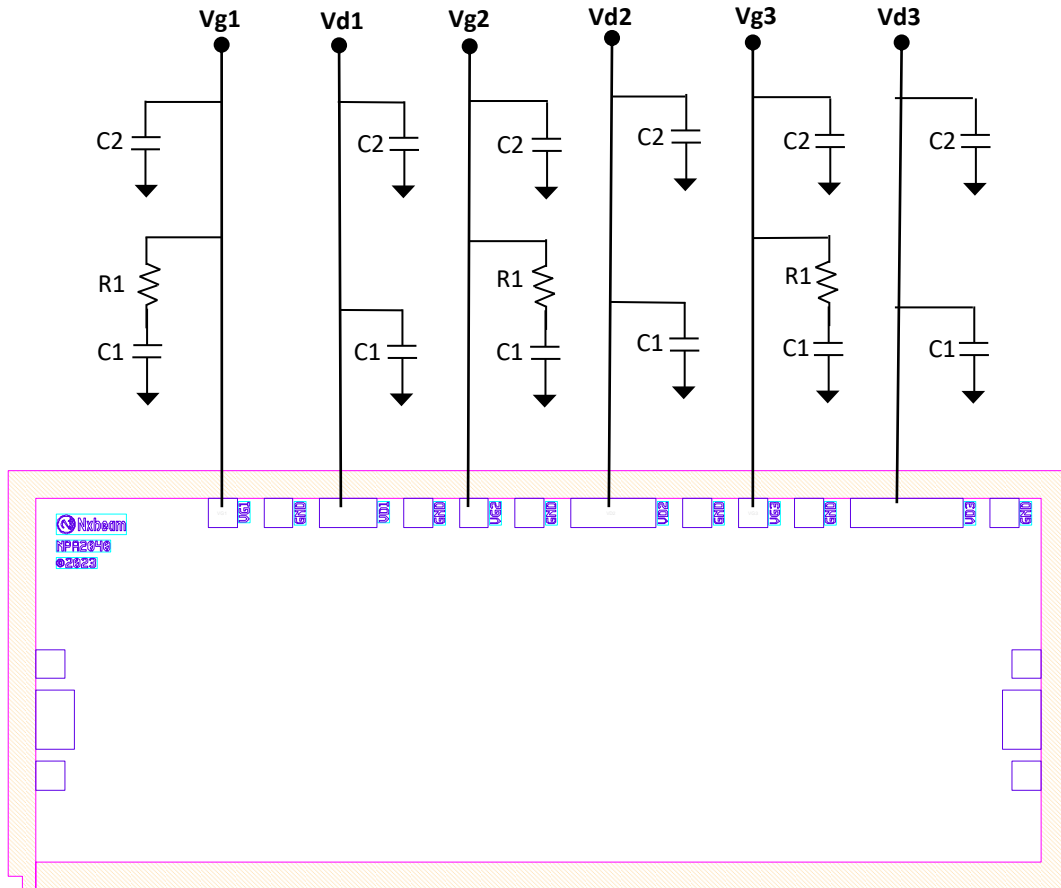 Vg1 Vd1 Vg2 Vd2 Vg3 Vd3
C2 C2 C2 C2 C2 C2
R1 R1 R1
C1 C1 C1 C1 C1 C1
VG1 GND VD1 GND VG2 GND VD2 GND VG3 GND VD3 GND
Nxbeam
NPA2040
©2023